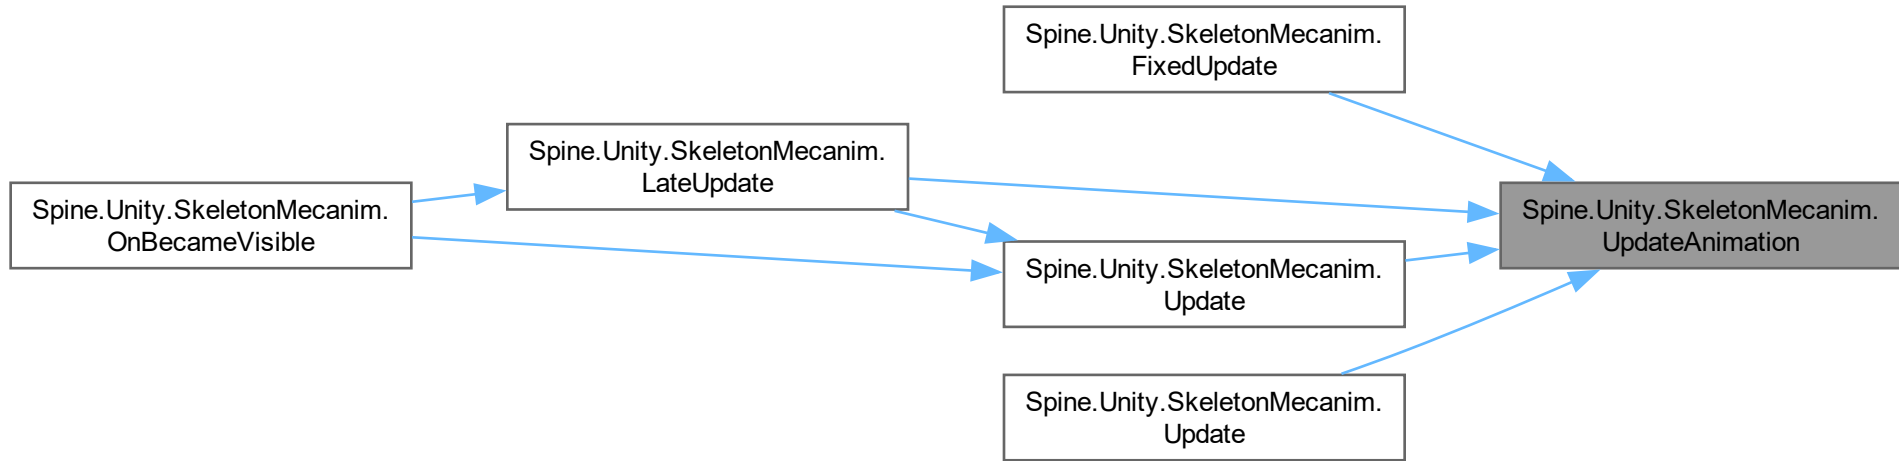 Spine.Unity.SkeletonMecanim.
OnBecameVisible
Spine.Unity.SkeletonMecanim.
LateUpdate
Spine.Unity.SkeletonMecanim.
FixedUpdate
Spine.Unity.SkeletonMecanim.
Update
Spine.Unity.SkeletonMecanim.
Update
Spine.Unity.SkeletonMecanim.
UpdateAnimation